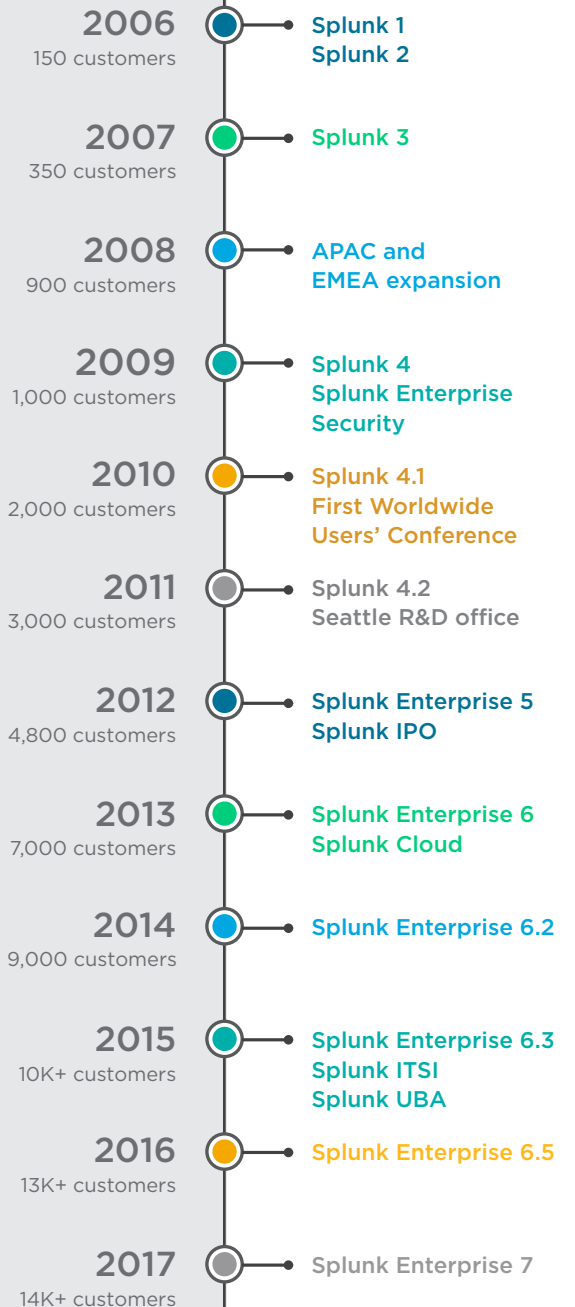 2006
150 customers
Splunk 1
Splunk 2
2007
350 customers
Splunk 3
2008
900 customers
APAC and
EMEA expansion
2009
1,000 customers
Splunk 4
Splunk Enterprise
Security
2010
2,000 customers
Splunk 4.1
First Worldwide
Users’ Conference
2011
3,000 customers
Splunk 4.2
Seattle R&D office
2012
4,800 customers
Splunk Enterprise 5
Splunk IPO
2013
7,000 customers
Splunk Enterprise 6
Splunk Cloud
2014
9,000 customers
Splunk Enterprise 6.2
2015
10K+ customers
Splunk Enterprise 6.3
Splunk ITSI
Splunk UBA
2016
13K+ customers
Splunk Enterprise 6.5
2017
14K+ customers
Splunk Enterprise 7